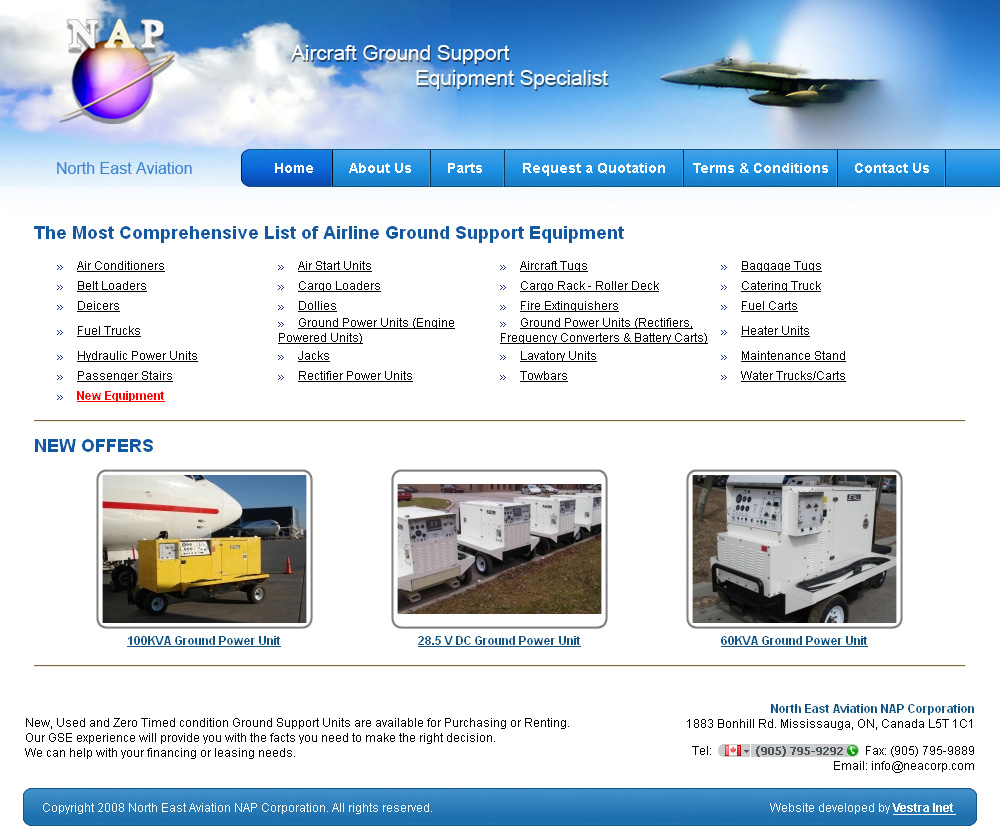 NAP
Aircraft Ground Support
Equipment Specialist
North East Aviation
Home About Us Parts Request a Quotation Terms & Conditions Contact Us
The Most Comprehensive List of Airline Ground Support Equipment
» Air Conditioners » Air Start Units » Aircraft Tugs » Baggage Tugs
» Belt Loaders » Cargo Loaders » Cargo Rack - Roller Deck » Catering Truck
» Deicers » Dollies » Fire Extinguishers » Fuel Carts
» Fuel Trucks » Ground Power Units (Engine
Powered Units) » Ground Power Units (Rectifiers,
Frequency Converters & Battery Carts) » Heater Units
» Hydraulic Power Units » Jacks » Lavatory Units » Maintenance Stand
» Passenger Stairs » Rectifier Power Units » Towbars » Water Trucks/Carts
» New Equipment
NEW OFFERS
100KVA Ground Power Unit 28.5 V DC Ground Power Unit 60KVA Ground Power Unit
New, Used and Zero Timed condition Ground Support Units are available for Purchasing or Renting.
Our GSE experience will provide you with the facts you need to make the right decision.
We can help with your financing or leasing needs.
North East Aviation NAP Corporation
1883 Bonhill Rd. Mississauga, ON, Canada L5T 1C1
Tel: (905) 795-9292 Fax: (905) 795-9889
Email: info@neacorp.com
Copyright 2008 North East Aviation NAP Corporation. All rights reserved.
Website developed by Vestra Inet